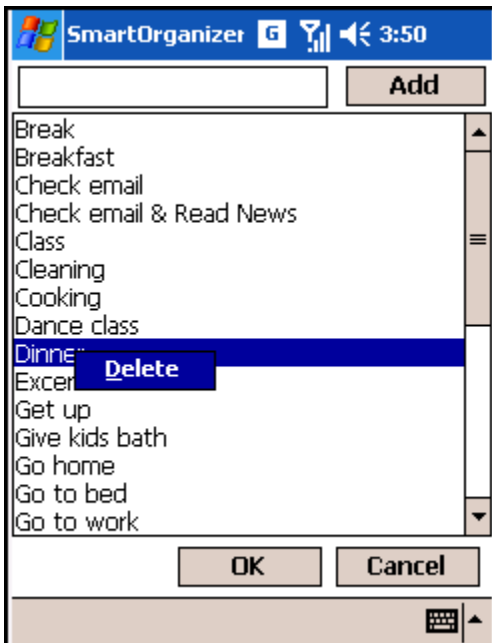 SmartOrganizer G 3:50
Add
Break
Breakfast
Check email
Check email & Read News
Class
Cleaning
Cooking
Dance class
Delete
Get up
Give kids bath
Go home
Go to bed
Go to work
OK Cancel